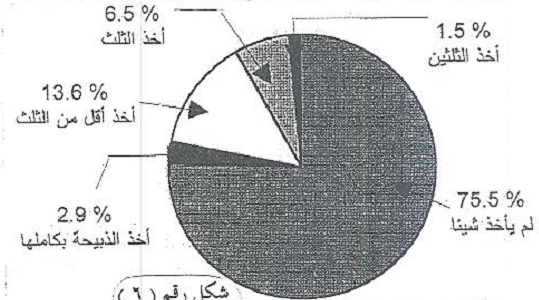 6.5 %
أخذ الثلث
1.5 %
أخذ الثلثين
13.6 %
أخذ أقل من الثلث
75.5 %
لم يأخذ شيئا
2.9 %
أخذ الذبيحة بكاملها
شكل رقم ( ٦ )